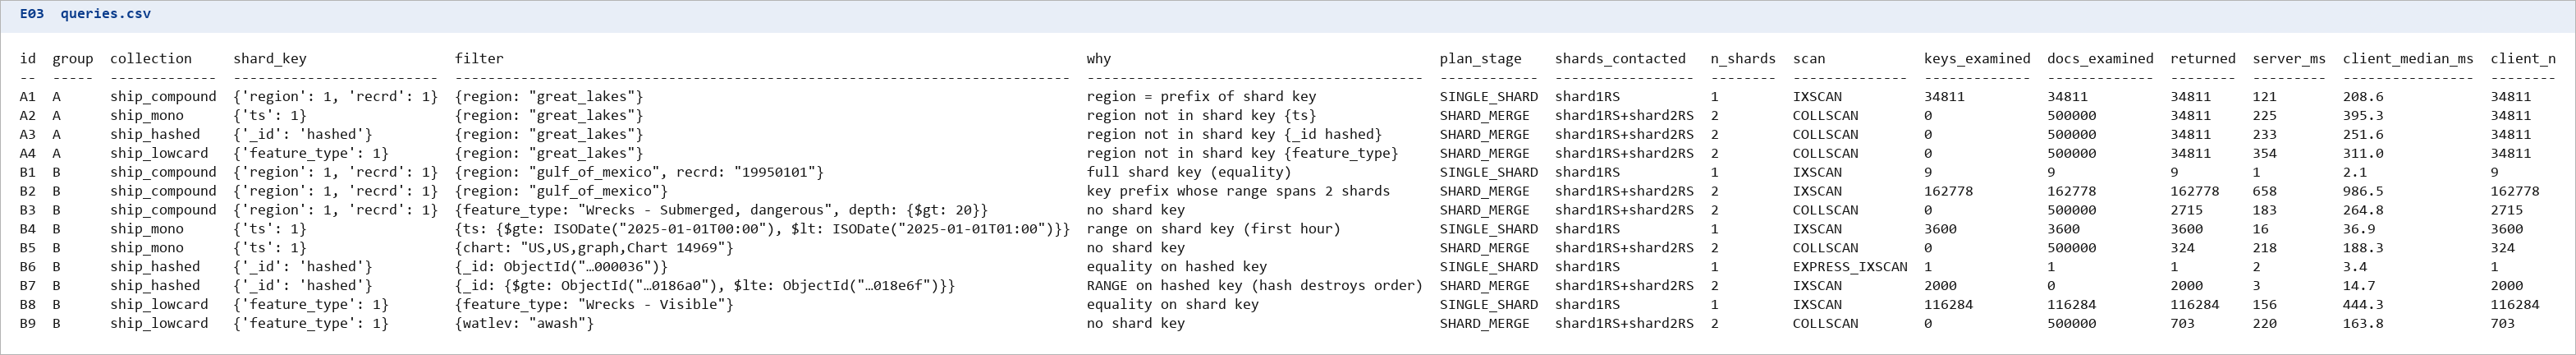 E03 queries.csv
id group collection shard_key filter why plan_stage shards_contacted n_shards scan keys_examined docs_examined returned server_ms client_median_ms client_n
-- ----- ------------- ------------------------- --------------------------------------------------------------------------- ----------------------------------------- ------------ ----------------- -------- -------------- ------------- ------------- -------- --------- ---------------- --------
A1 A ship_compound {'region': 1, 'recrd': 1} {region: "great_lakes"} region = prefix of shard key SINGLE_SHARD shard1RS 1 IXSCAN 34811 34811 34811 121 208.6 34811
A2 A ship_mono {'ts': 1} {region: "great_lakes"} region not in shard key {ts} SHARD_MERGE shard1RS+shard2RS 2 COLLSCAN 0 500000 34811 225 395.3 34811
A3 A ship_hashed {'_id': 'hashed'} {region: "great_lakes"} region not in shard key {_id hashed} SHARD_MERGE shard1RS+shard2RS 2 COLLSCAN 0 500000 34811 233 251.6 34811
A4 A ship_lowcard {'feature_type': 1} {region: "great_lakes"} region not in shard key {feature_type} SHARD_MERGE shard1RS+shard2RS 2 COLLSCAN 0 500000 34811 354 311.0 34811
B1 B ship_compound {'region': 1, 'recrd': 1} {region: "gulf_of_mexico", recrd: "19950101"} full shard key (equality) SINGLE_SHARD shard1RS 1 IXSCAN 9 9 9 1 2.1 9
B2 B ship_compound {'region': 1, 'recrd': 1} {region: "gulf_of_mexico"} key prefix whose range spans 2 shards SHARD_MERGE shard1RS+shard2RS 2 IXSCAN 162778 162778 162778 658 986.5 162778
B3 B ship_compound {'region': 1, 'recrd': 1} {feature_type: "Wrecks - Submerged, dangerous", depth: {$gt: 20}} no shard key SHARD_MERGE shard1RS+shard2RS 2 COLLSCAN 0 500000 2715 183 264.8 2715
B4 B ship_mono {'ts': 1} {ts: {$gte: ISODate("2025-01-01T00:00"), $lt: ISODate("2025-01-01T01:00")}} range on shard key (first hour) SINGLE_SHARD shard1RS 1 IXSCAN 3600 3600 3600 16 36.9 3600
B5 B ship_mono {'ts': 1} {chart: "US,US,graph,Chart 14969"} no shard key SHARD_MERGE shard1RS+shard2RS 2 COLLSCAN 0 500000 324 218 188.3 324
B6 B ship_hashed {'_id': 'hashed'} {_id: ObjectId("…000036")} equality on hashed key SINGLE_SHARD shard1RS 1 EXPRESS_IXSCAN 1 1 1 2 3.4 1
B7 B ship_hashed {'_id': 'hashed'} {_id: {$gte: ObjectId("…0186a0"), $lte: ObjectId("…018e6f")}} RANGE on hashed key (hash destroys order) SHARD_MERGE shard1RS+shard2RS 2 IXSCAN 2000 0 2000 3 14.7 2000
B8 B ship_lowcard {'feature_type': 1} {feature_type: "Wrecks - Visible"} equality on shard key SINGLE_SHARD shard1RS 1 IXSCAN 116284 116284 116284 156 444.3 116284
B9 B ship_lowcard {'feature_type': 1} {watlev: "awash"} no shard key SHARD_MERGE shard1RS+shard2RS 2 COLLSCAN 0 500000 703 220 163.8 703